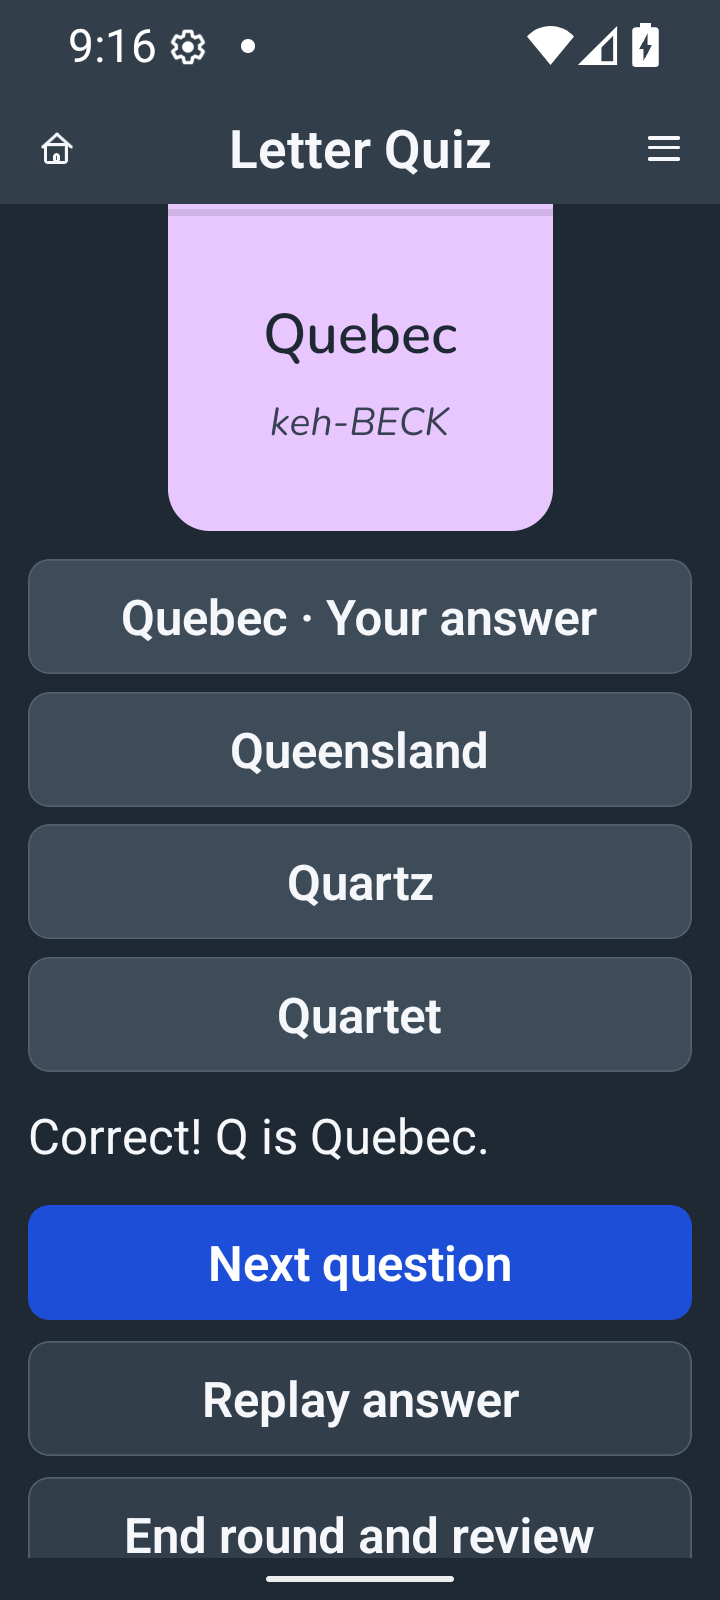 9:16
Letter Quiz
Quebec
keh-BECK
Quebec · Your answer
Queensland
Quartz
Quartet
Correct! Q is Quebec.
Next question
Replay answer
End round and review